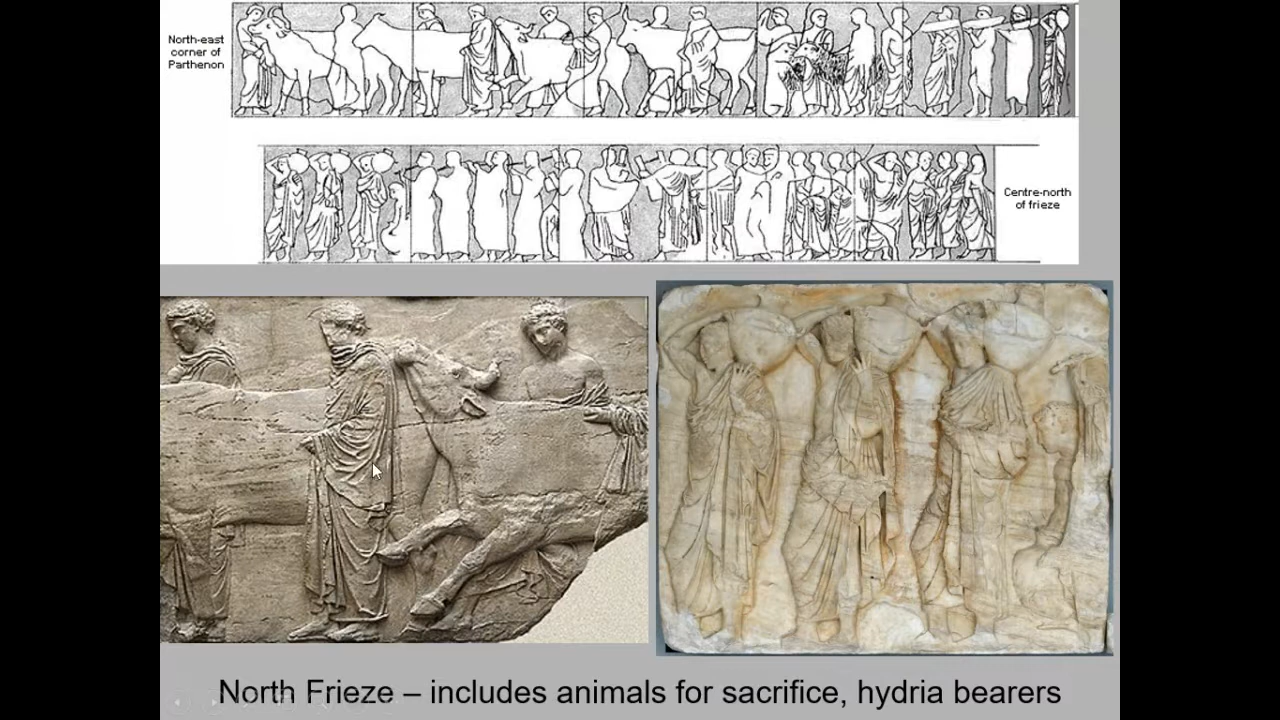 North-east
corner of
Parthenon
Centre-north
of frieze
North Frieze – includes animals for sacrifice, hydria bearers